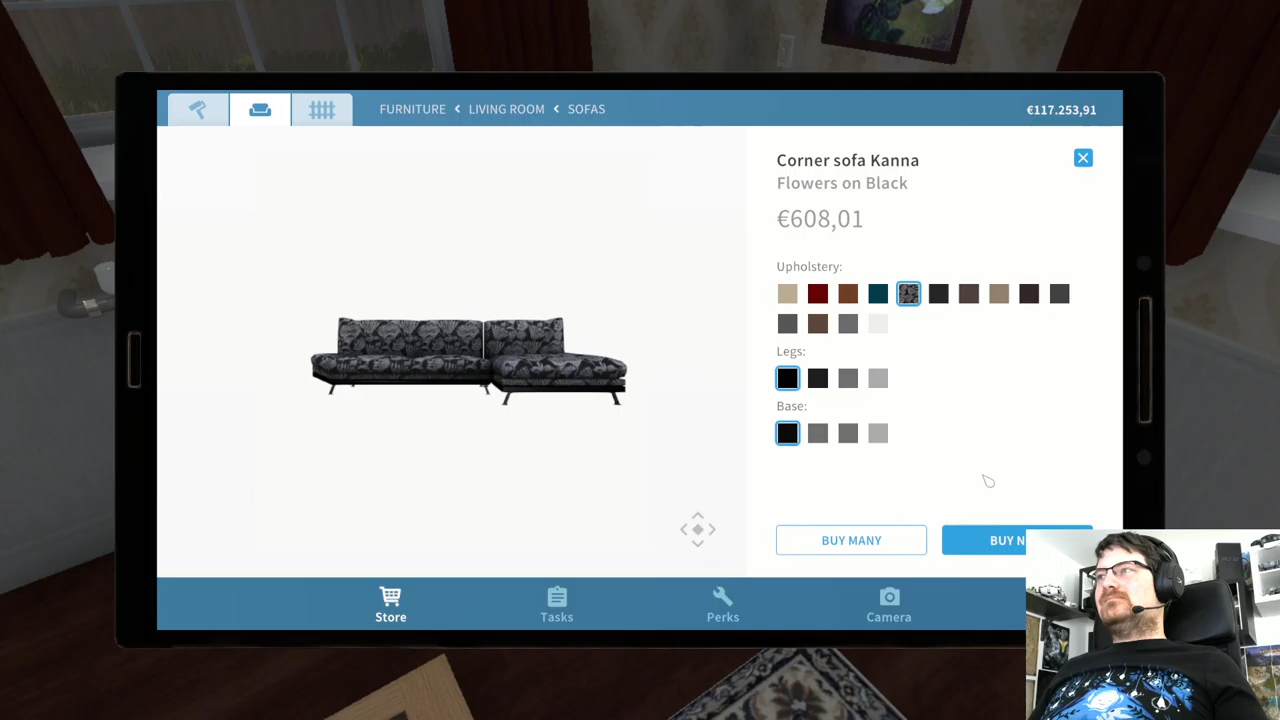 FURNITURE < LIVING ROOM < SOFAS
€117.253,91
Corner sofa Kanna
Flowers on Black
€608,01
Upholstery:
Legs:
Base:
BUY MANY
BUY N
Store
Tasks
Perks
Camera